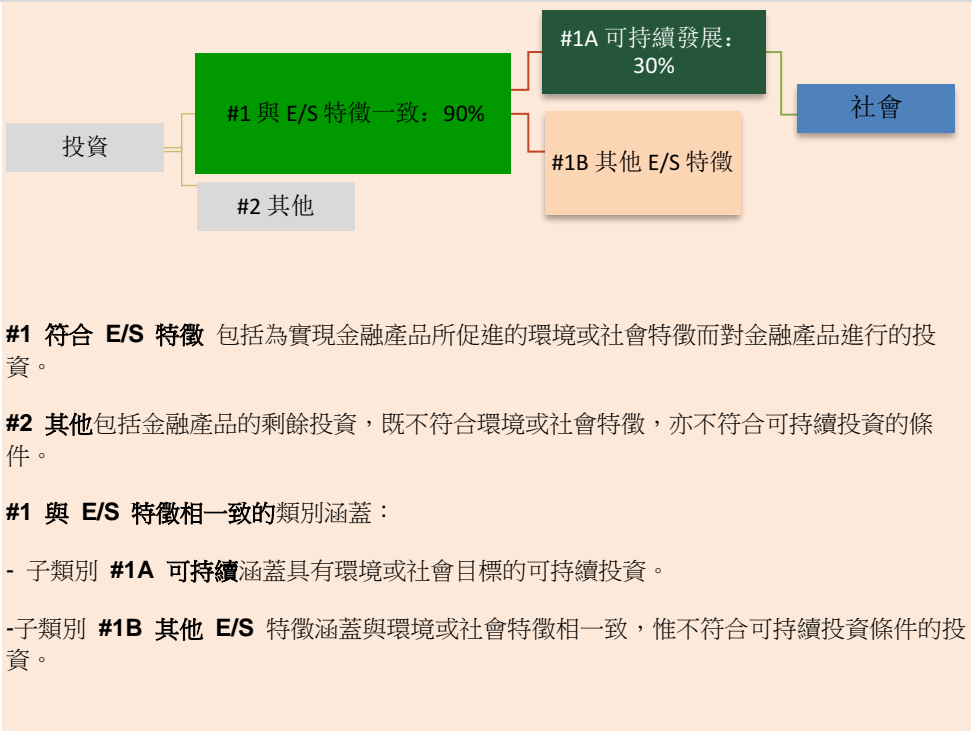 #1A 可持續發展：
30%
#1 與 E/S 特徵一致：90%
社會
投資
#1B 其他 E/S 特徵
#2 其他
#1 符合 E/S 特徵 包括為實現金融產品所促進的環境或社會特徵而對金融產品進行的投
資。
#2 其他包括金融產品的剩餘投資，既不符合環境或社會特徵，亦不符合可持續投資的條
件。
#1 與 E/S 特徵相一致的類別涵蓋：
- 子類別 #1A 可持續涵蓋具有環境或社會目標的可持續投資。
-子類別 #1B 其他 E/S 特徵涵蓋與環境或社會特徵相一致，惟不符合可持續投資條件的投
資。